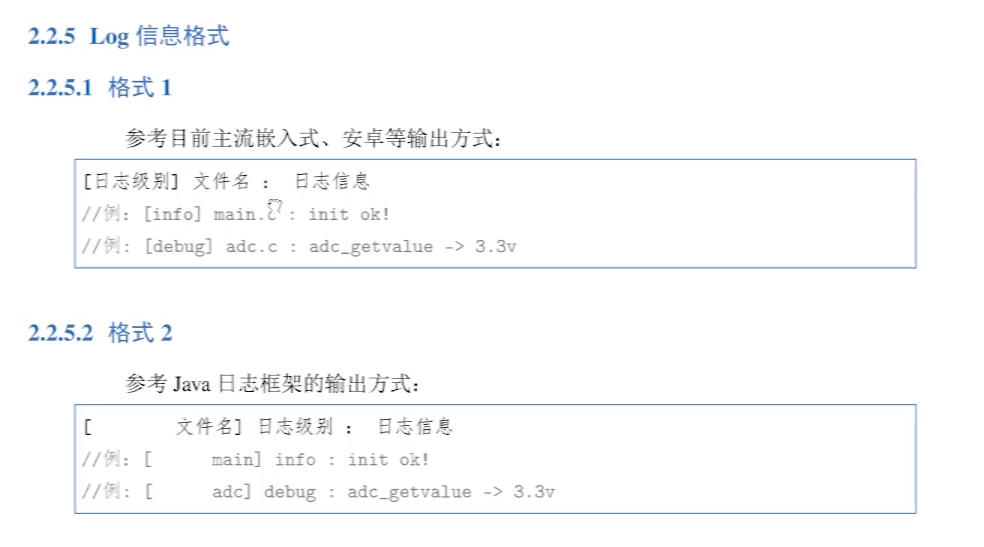 2.2.5 Log 信息格式
2.2.5.1 格式 1
参考目前主流嵌入式、安卓等输出方式：
[日志级别] 文件名 ： 日志信息
//例: [info] main.c : init ok!
//例: [debug] adc.c : adc_getvalue -> 3.3v
2.2.5.2 格式 2
参考 Java 日志框架的输出方式：
[        文件名] 日志级别 ： 日志信息
//例: [      main] info : init ok!
//例: [      adc] debug : adc_getvalue -> 3.3v